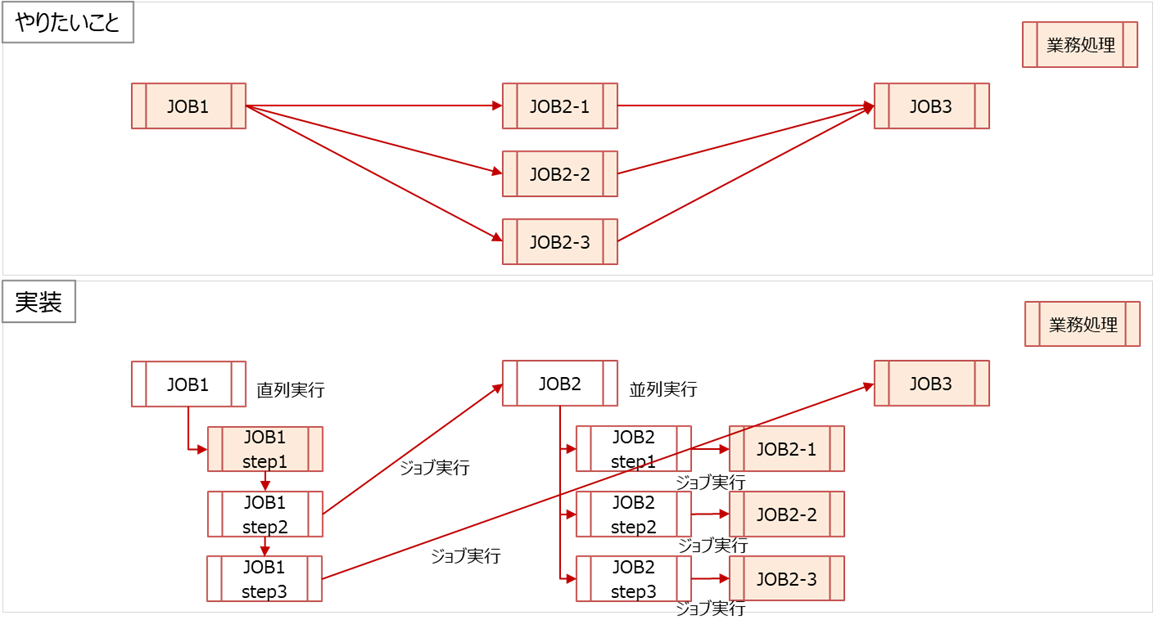 やりたいこと
業務処理
JOB1
JOB2-1
JOB3
JOB2-2
JOB2-3
実装
業務処理
JOB1
直列実行
JOB2
並列実行
JOB3
JOB1
step1
JOB2
step1
JOB2-1
ジョブ実行
ジョブ実行
JOB1
step2
JOB2
step2
JOB2-2
ジョブ実行
ジョブ実行
JOB1
step3
JOB2
step3
JOB2-3
ジョブ実行